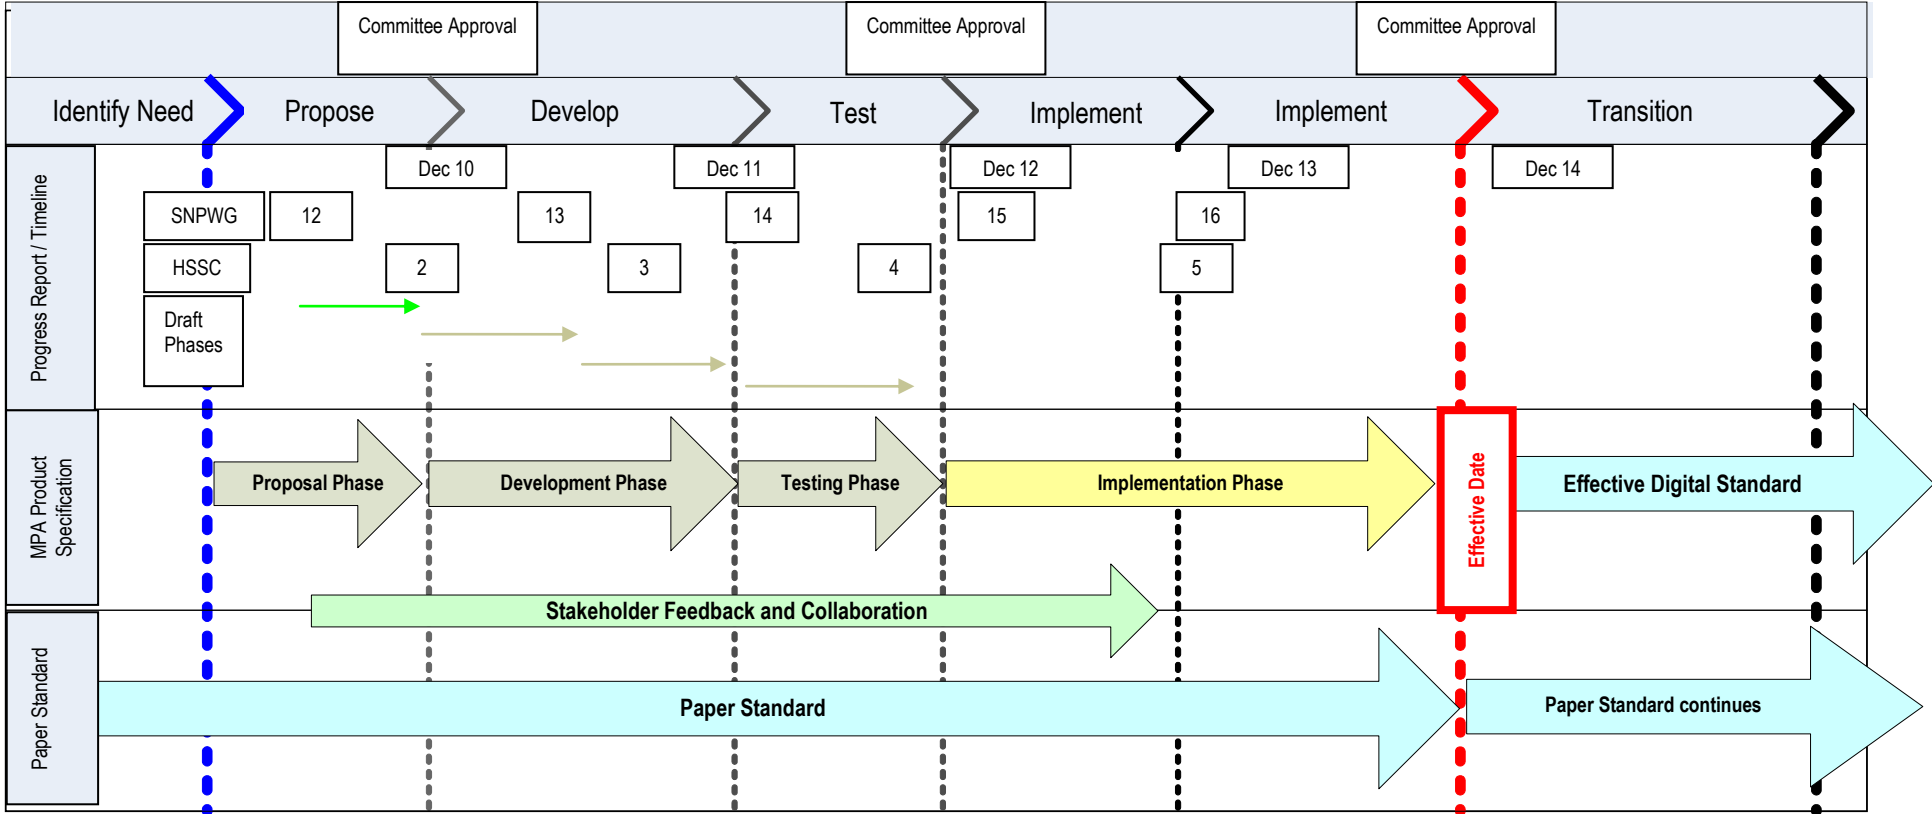 Committee Approval
Committee Approval
Committee Approval
Identify Need
Propose
Develop
Test
Implement
Implement
Transition
Progress Report / Timeline
Dec 10
Dec 11
Dec 12
Dec 13
Dec 14
SNPWG
12
13
14
15
16
HSSC
2
3
4
5
Draft
Phases
MPA Product
Specification
Proposal Phase
Development Phase
Testing Phase
Implementation Phase
Effective Date
Effective Digital Standard
Stakeholder Feedback and Collaboration
Paper Standard
Paper Standard
Paper Standard continues